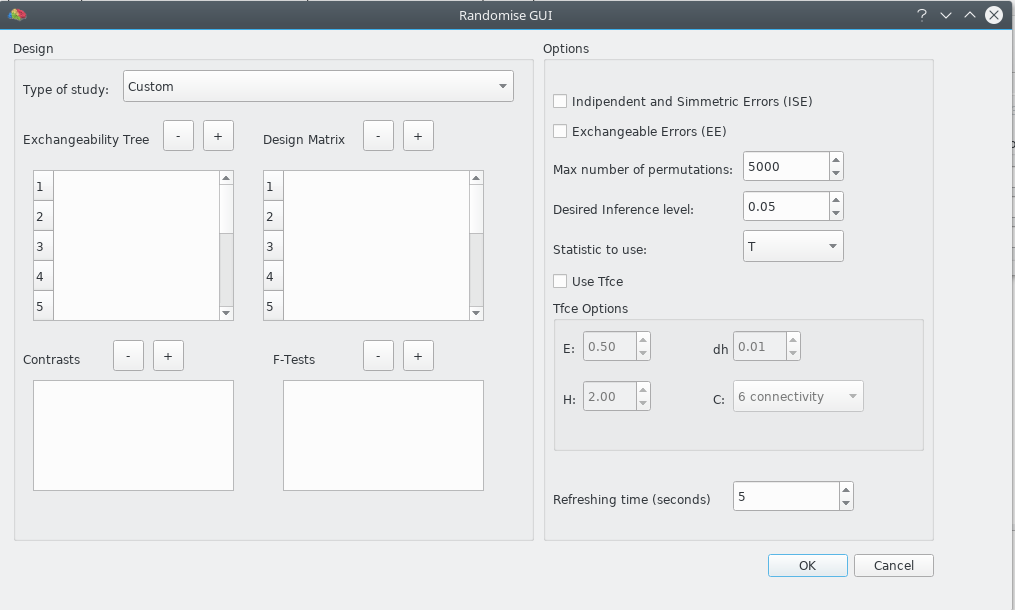 Randomise GUI
?
Design
Type of study: Custom
Exchangeability Tree - +
Design Matrix - +
1
2
3
4
5
1
2
3
4
5
Contrasts - +
F-Tests - +
Options
Indipendent and Simmetric Errors (ISE)
Exchangeable Errors (EE)
Max number of permutations: 5000
Desired Inference level: 0.05
Statistic to use: T
Use Tfce
Tfce Options
E: 0.50 dh 0.01
H: 2.00 C: 6 connectivity
Refreshing time (seconds) 5
OK Cancel